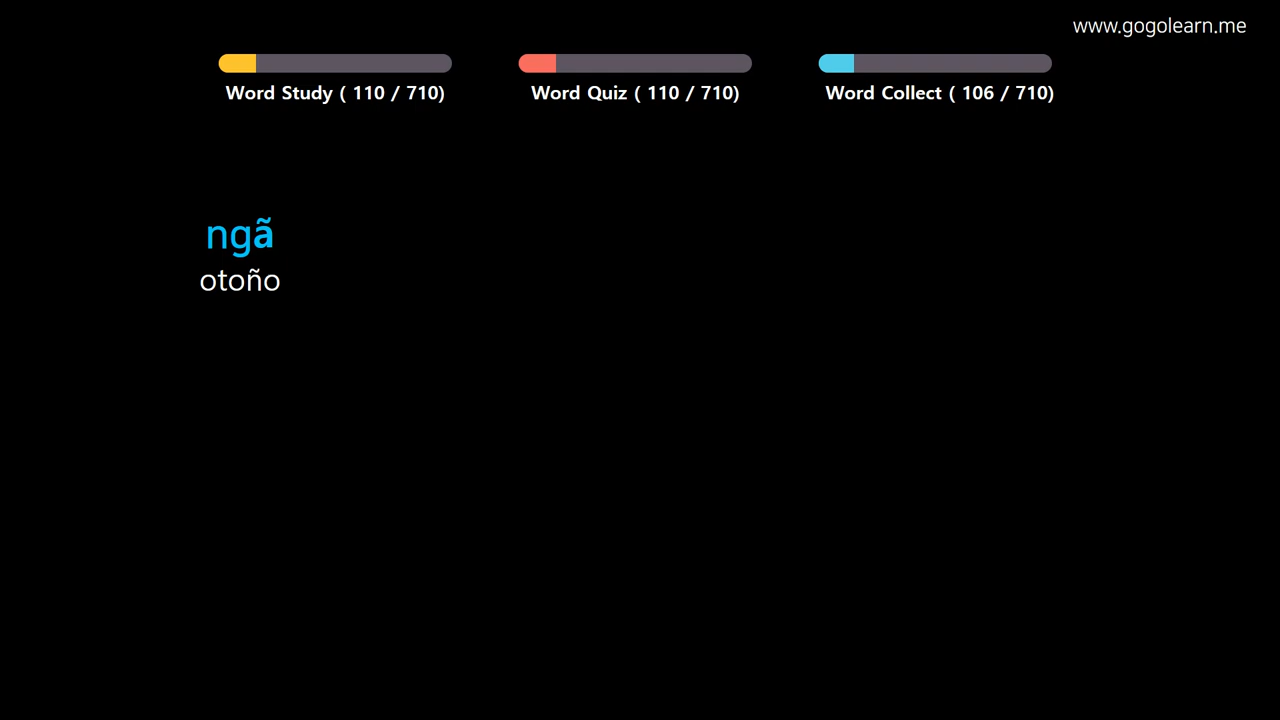 www.gogolearn.me
Word Study ( 110 / 710)
Word Quiz ( 110 / 710)
Word Collect ( 106 / 710)
ngã
otoño